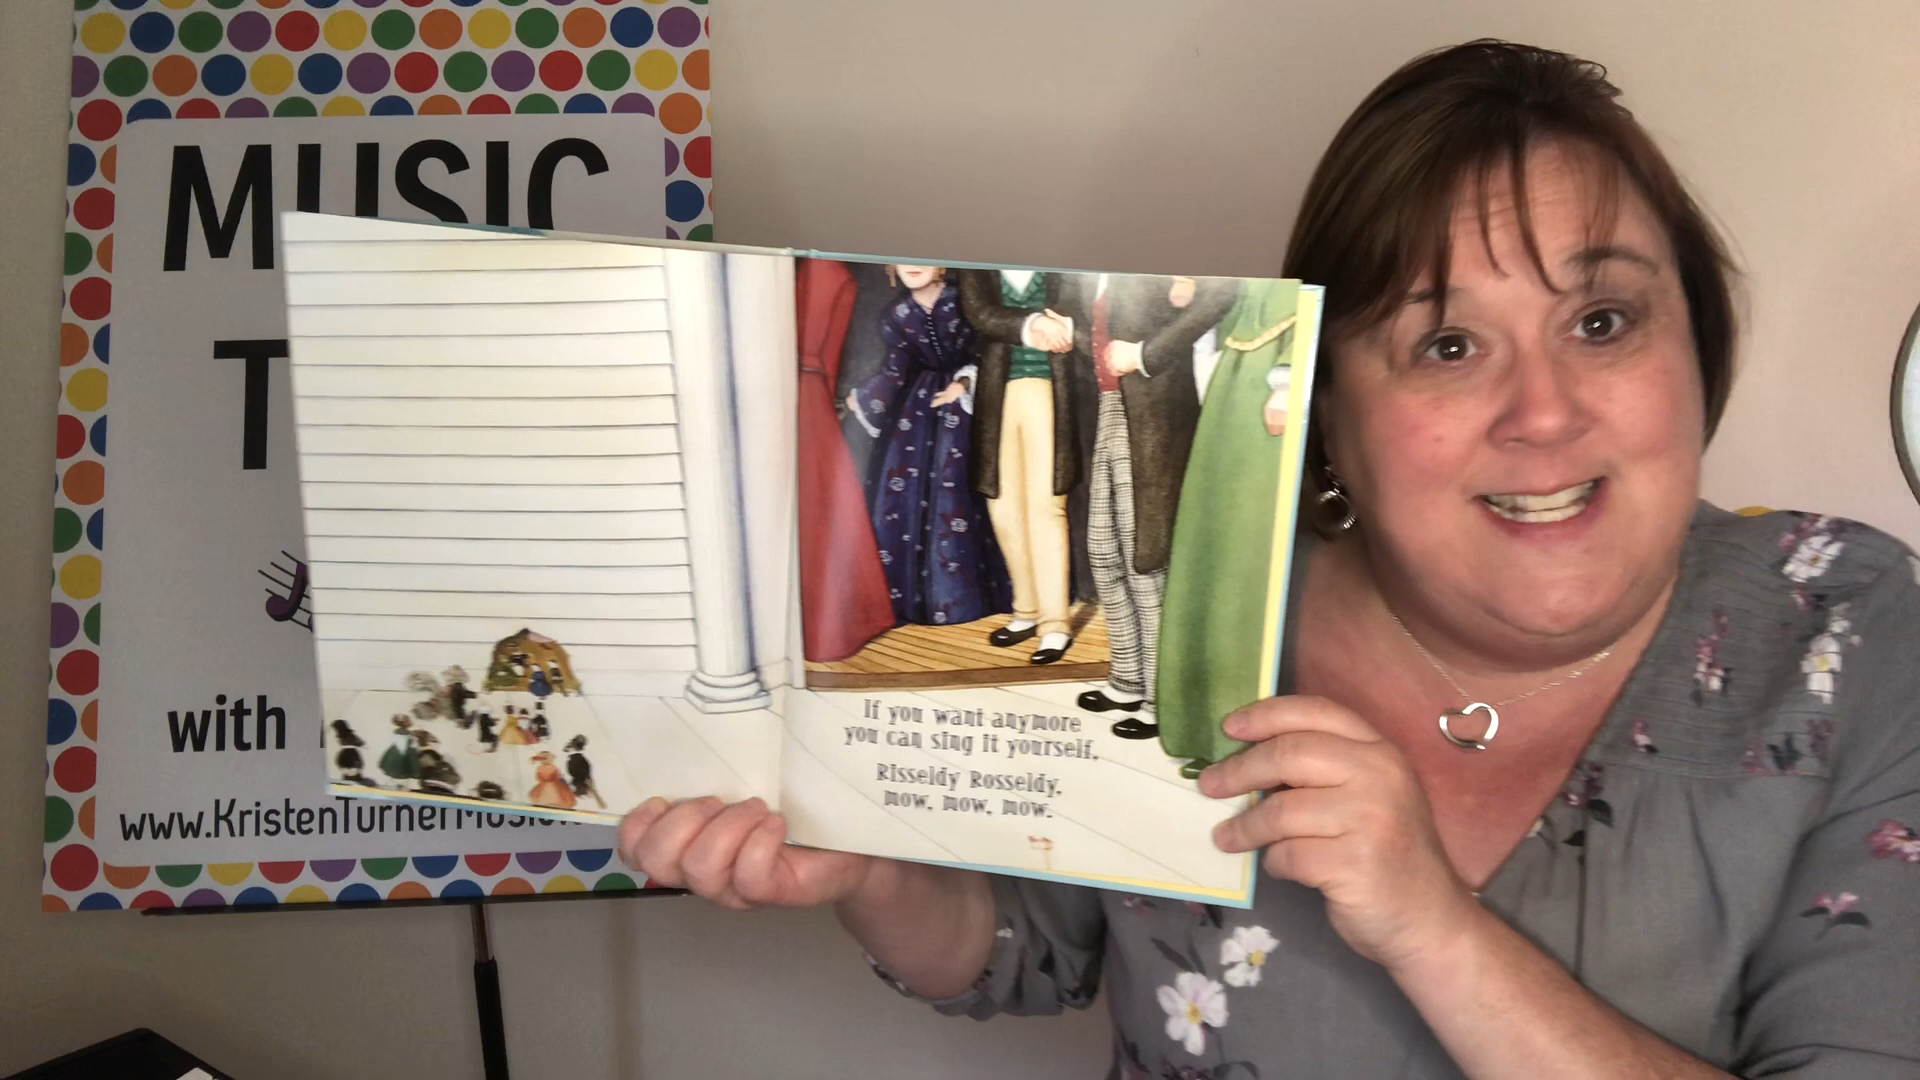 MUSIC
T
with
www.KristenTurnerMusic
If you want anymore
you can sing it yourself.
Risseldy Rosseldy,
mow, mow, mow.